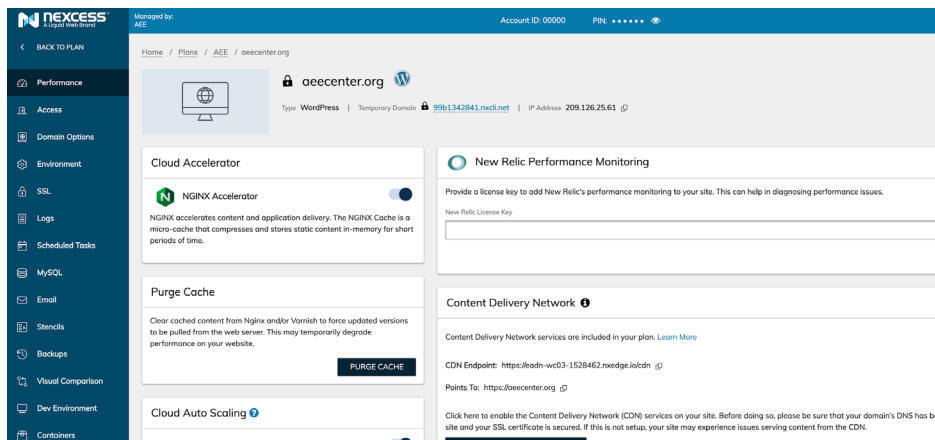 NEXCESS
A Liquid Web Brand
Managed by:
AEE
Account ID: 00000
PIN: ••••••
BACK TO PLAN
Performance
Access
Domain Options
Environment
SSL
Logs
Scheduled Tasks
MySQL
Email
Stencils
Backups
Visual Comparison
Dev Environment
Containers
Home / Plans / AEE / aeecenter.org
aeecenter.org
Type WordPress | Temporary Domain 99b1342841.nxcli.net | IP Address 209.126.25.61
Cloud Accelerator
NGINX Accelerator
NGINX accelerates content and application delivery. The NGINX Cache is a
micro-cache that compresses and stores static content in-memory for short
periods of time.
Purge Cache
Clear cached content from Nginx and/or Varnish to force updated versions
to be pulled from the web server. This may temporarily degrade
performance on your website.
PURGE CACHE
Cloud Auto Scaling
New Relic Performance Monitoring
Provide a license key to add New Relic's performance monitoring to your site. This can help in diagnosing performance issues.
New Relic License Key
Content Delivery Network
Content Delivery Network services are included in your plan. Learn More
CDN Endpoint: https://eadn-wc03-1528462.nxedge.io/cdn
Points To: https://aeecenter.org
Click here to enable the Content Delivery Network (CDN) services on your site. Before doing so, please be sure that your domain's DNS has
site and your SSL certificate is secured. If this is not setup, your site may experience issues serving content from the CDN.